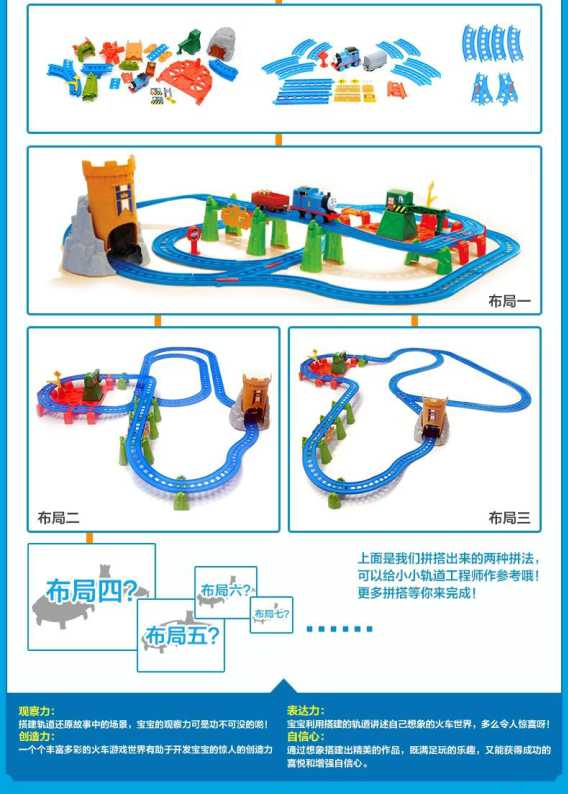 布局一
布局二
布局三
布局四?
布局五?
布局六?
布局七?
上面是我们拼搭出来的两种拼法,
可以给小小轨道工程师作参考哦!
更多拼搭等你来完成!
观察力:
搭建轨道还原故事中的场景,宝宝的观察力可是功不可没的哟!
创造力:
一个个丰富多彩的火车游戏世界有助于开发宝宝的惊人的创造力
表达力:
宝宝利用搭建的轨道讲述自己想象的火车世界,多么令人惊喜呀!
自信心:
通过想象搭建出精美的作品,既满足玩的乐趣,又能获得成功的
喜悦和增强自信心。